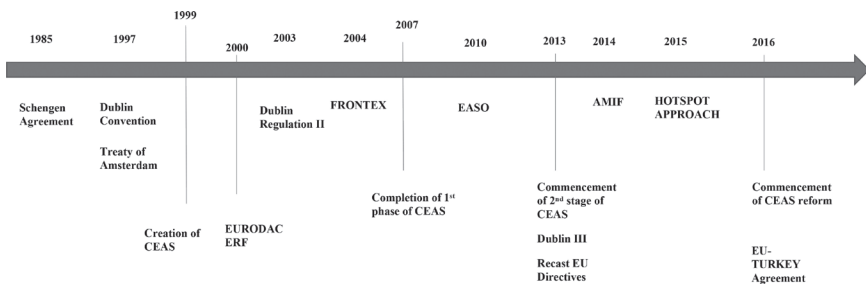 1985
1997
1999
2000
2003
2004
2007
2010
2013
2014
2015
2016
Schengen
Agreement
Dublin
Convention
Treaty of
Amsterdam
Creation of
CEAS
EURODAC
ERF
Dublin
Regulation II
FRONTEX
Completion of 1st
phase of CEAS
EASO
Commencement
of 2nd stage of
CEAS
Dublin III
Recast EU
Directives
AMIF
HOTSPOT
APPROACH
Commencement
of CEAS reform
EU-
TURKEY
Agreement